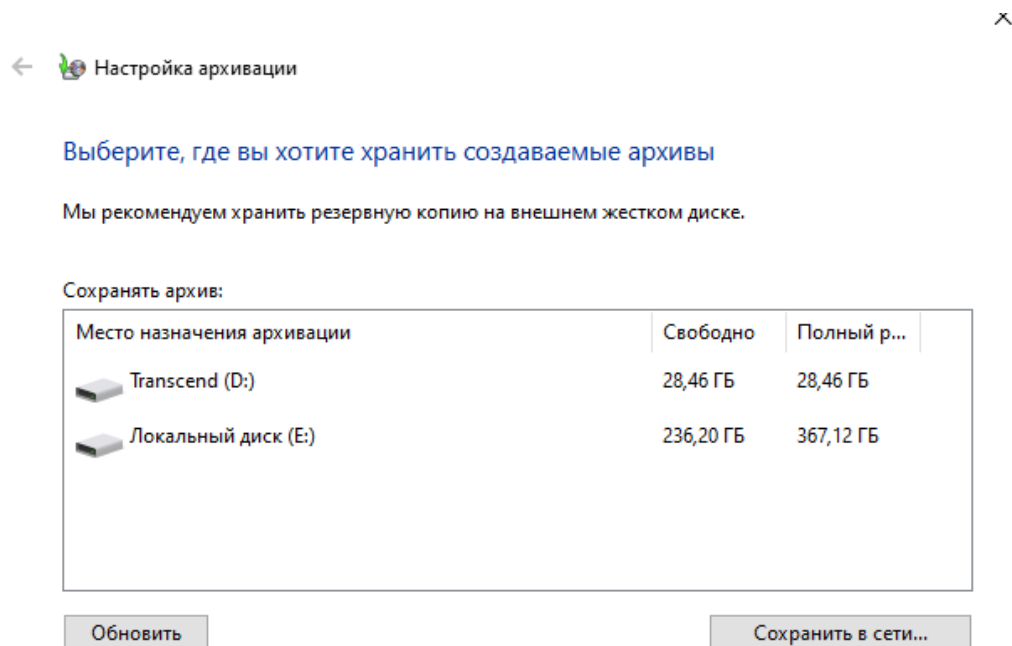 Настройка архивации
Выберите, где вы хотите хранить создаваемые архивы
Мы рекомендуем хранить резервную копию на внешнем жестком диске.
Сохранять архив:
Место назначения архивации Свободно Полный р...
Transcend (D:) 28,46 ГБ 28,46 ГБ
Локальный диск (E:) 236,20 ГБ 367,12 ГБ
Обновить Сохранить в сети...